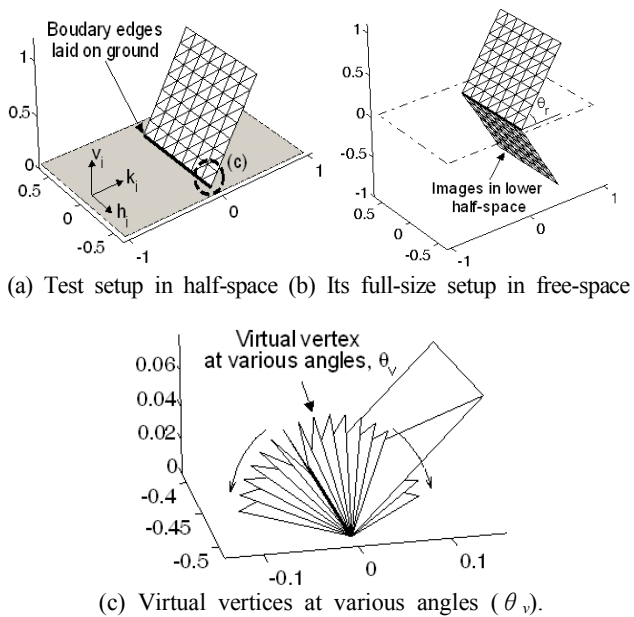 Boudary edges
laid on ground
1
0.5
0
v_i
k_i
h_i
(c)
0.5
0
-0.5
-1
0
1
1
0.5
0
-0.5
-1
θ_r
Images in lower
half-space
0.5
0
-0.5
-1
0
1
(a) Test setup in half-space (b) Its full-size setup in free-space
Virtual vertex
at various angles, θ_v
0.06
0.04
0.02
0
-0.4
-0.45
-0.5
-0.1
0
0.1
(c) Virtual vertices at various angles (θ_v).